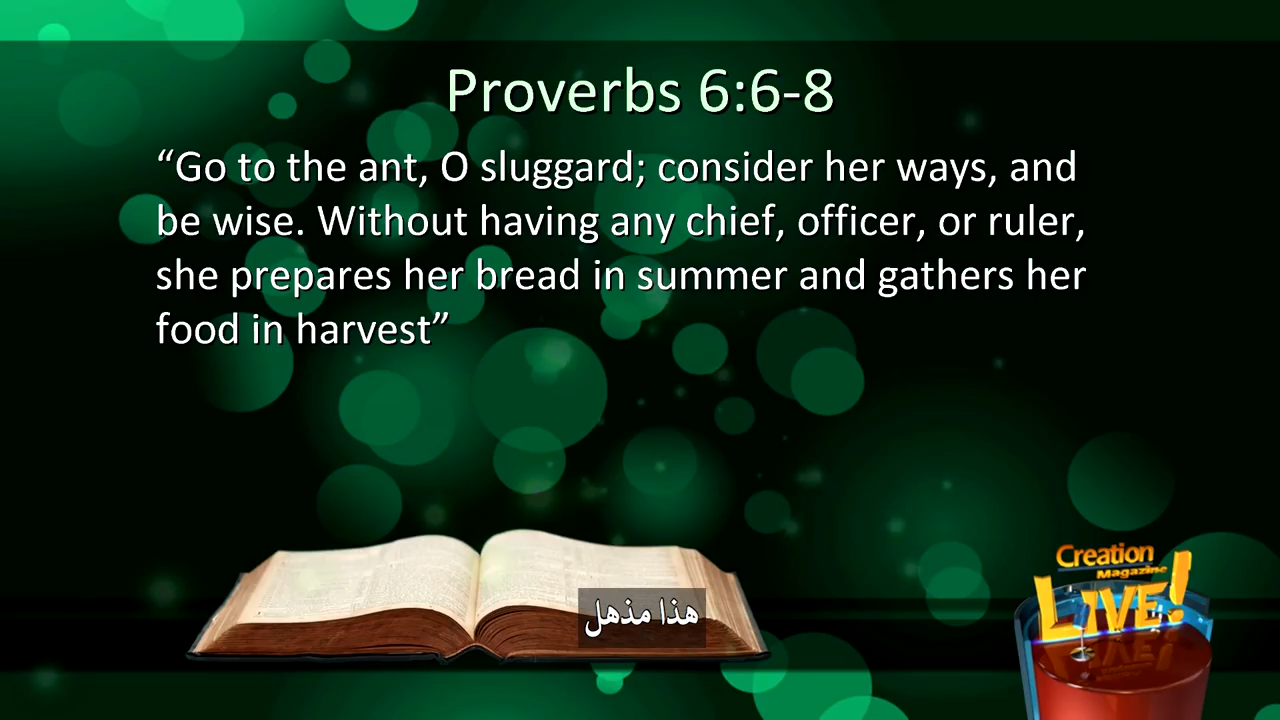 Proverbs 6:6-8
“Go to the ant, O sluggard; consider her ways, and
be wise. Without having any chief, officer, or ruler,
she prepares her bread in summer and gathers her
food in harvest”
هذا مذهل
Creation
Magazine
LIVE!